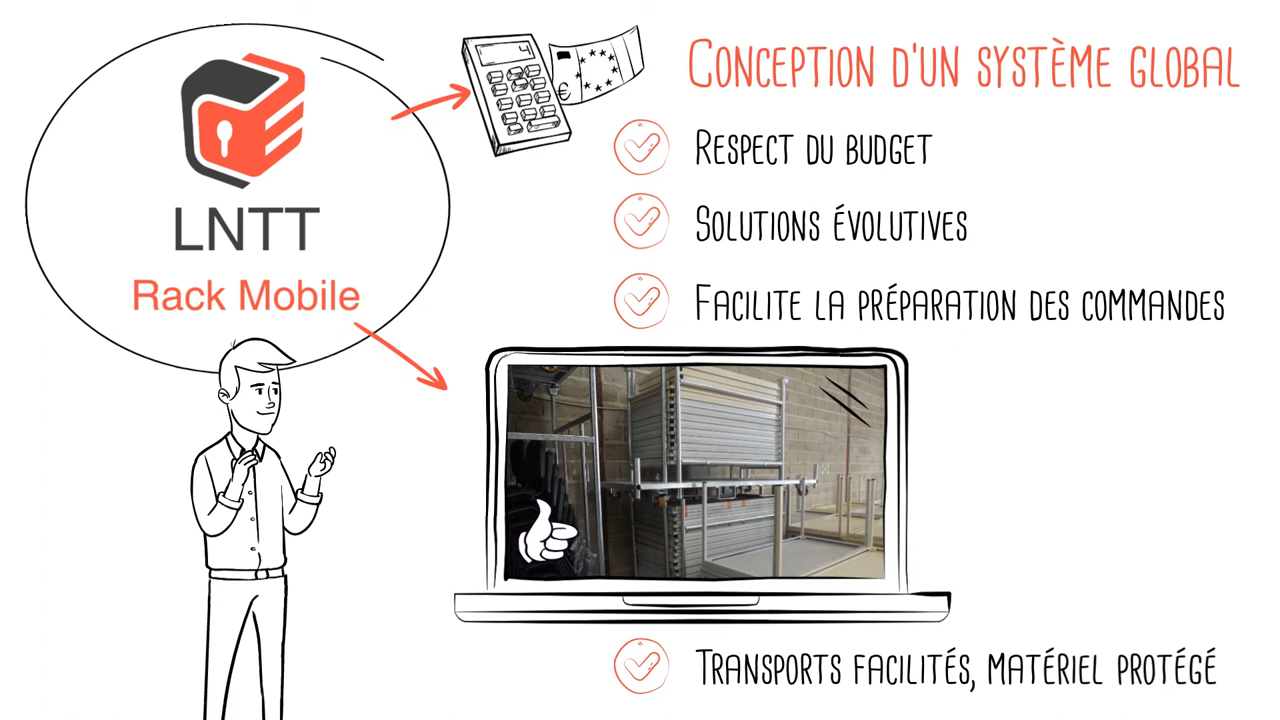 LNTT
Rack Mobile
4
€
CONCEPTION D'UN SYSTÈME GLOBAL
RESPECT DU BUDGET
SOLUTIONS ÉVOLUTIVES
FACILITE LA PRÉPARATION DES COMMANDES
TRANSPORTS FACILITÉS, MATÉRIEL PROTÉGÉ